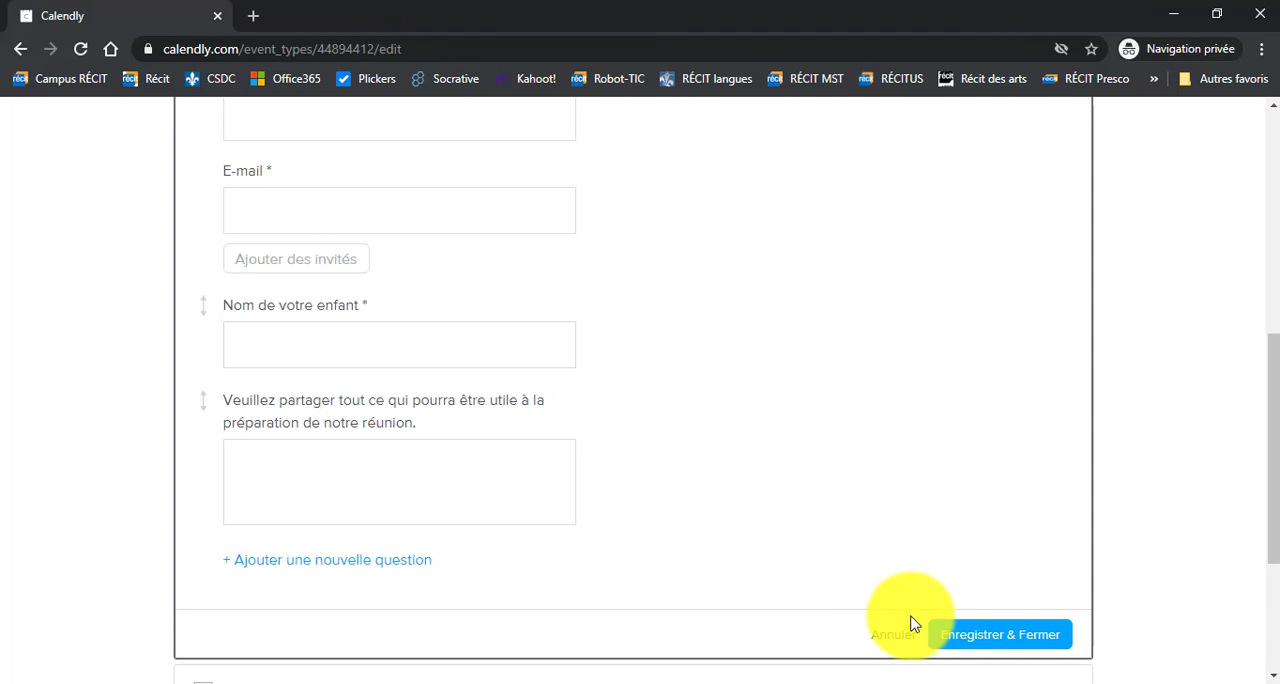 Calendly
calendly.com/event_types/44894412/edit
Navigation privée
Campus RÉCIT
Récit
CSDC
Office365
Plickers
Socrative
Kahoot!
Robot-TIC
RÉCIT langues
RÉCIT MST
RÉCITUS
Récit des arts
RÉCIT Presco
»
Autres favoris
E-mail *
Ajouter des invités
Nom de votre enfant *
Veuillez partager tout ce qui pourra être utile à la
préparation de notre réunion.
+ Ajouter une nouvelle question
Annuler
Enregistrer & Fermer